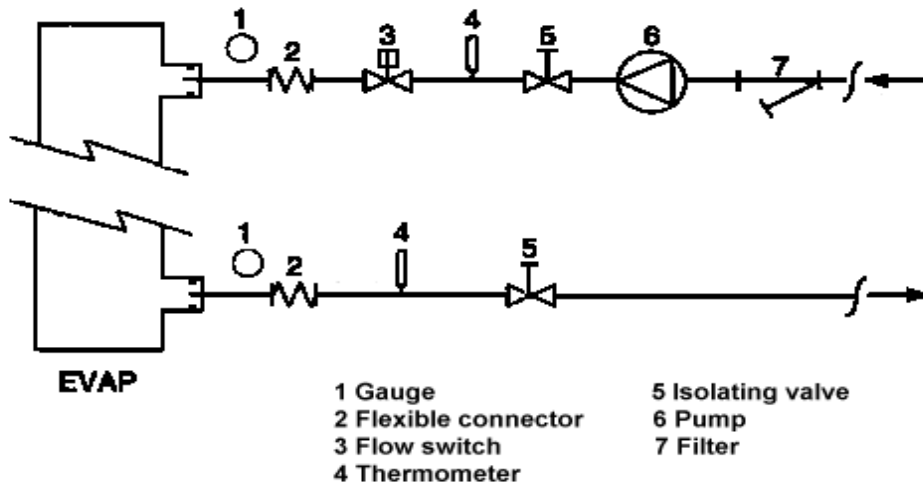 1
2
3
4
5
6
7
1
2
4
5
EVAP
1 Gauge
2 Flexible connector
3 Flow switch
4 Thermometer
5 Isolating valve
6 Pump
7 Filter